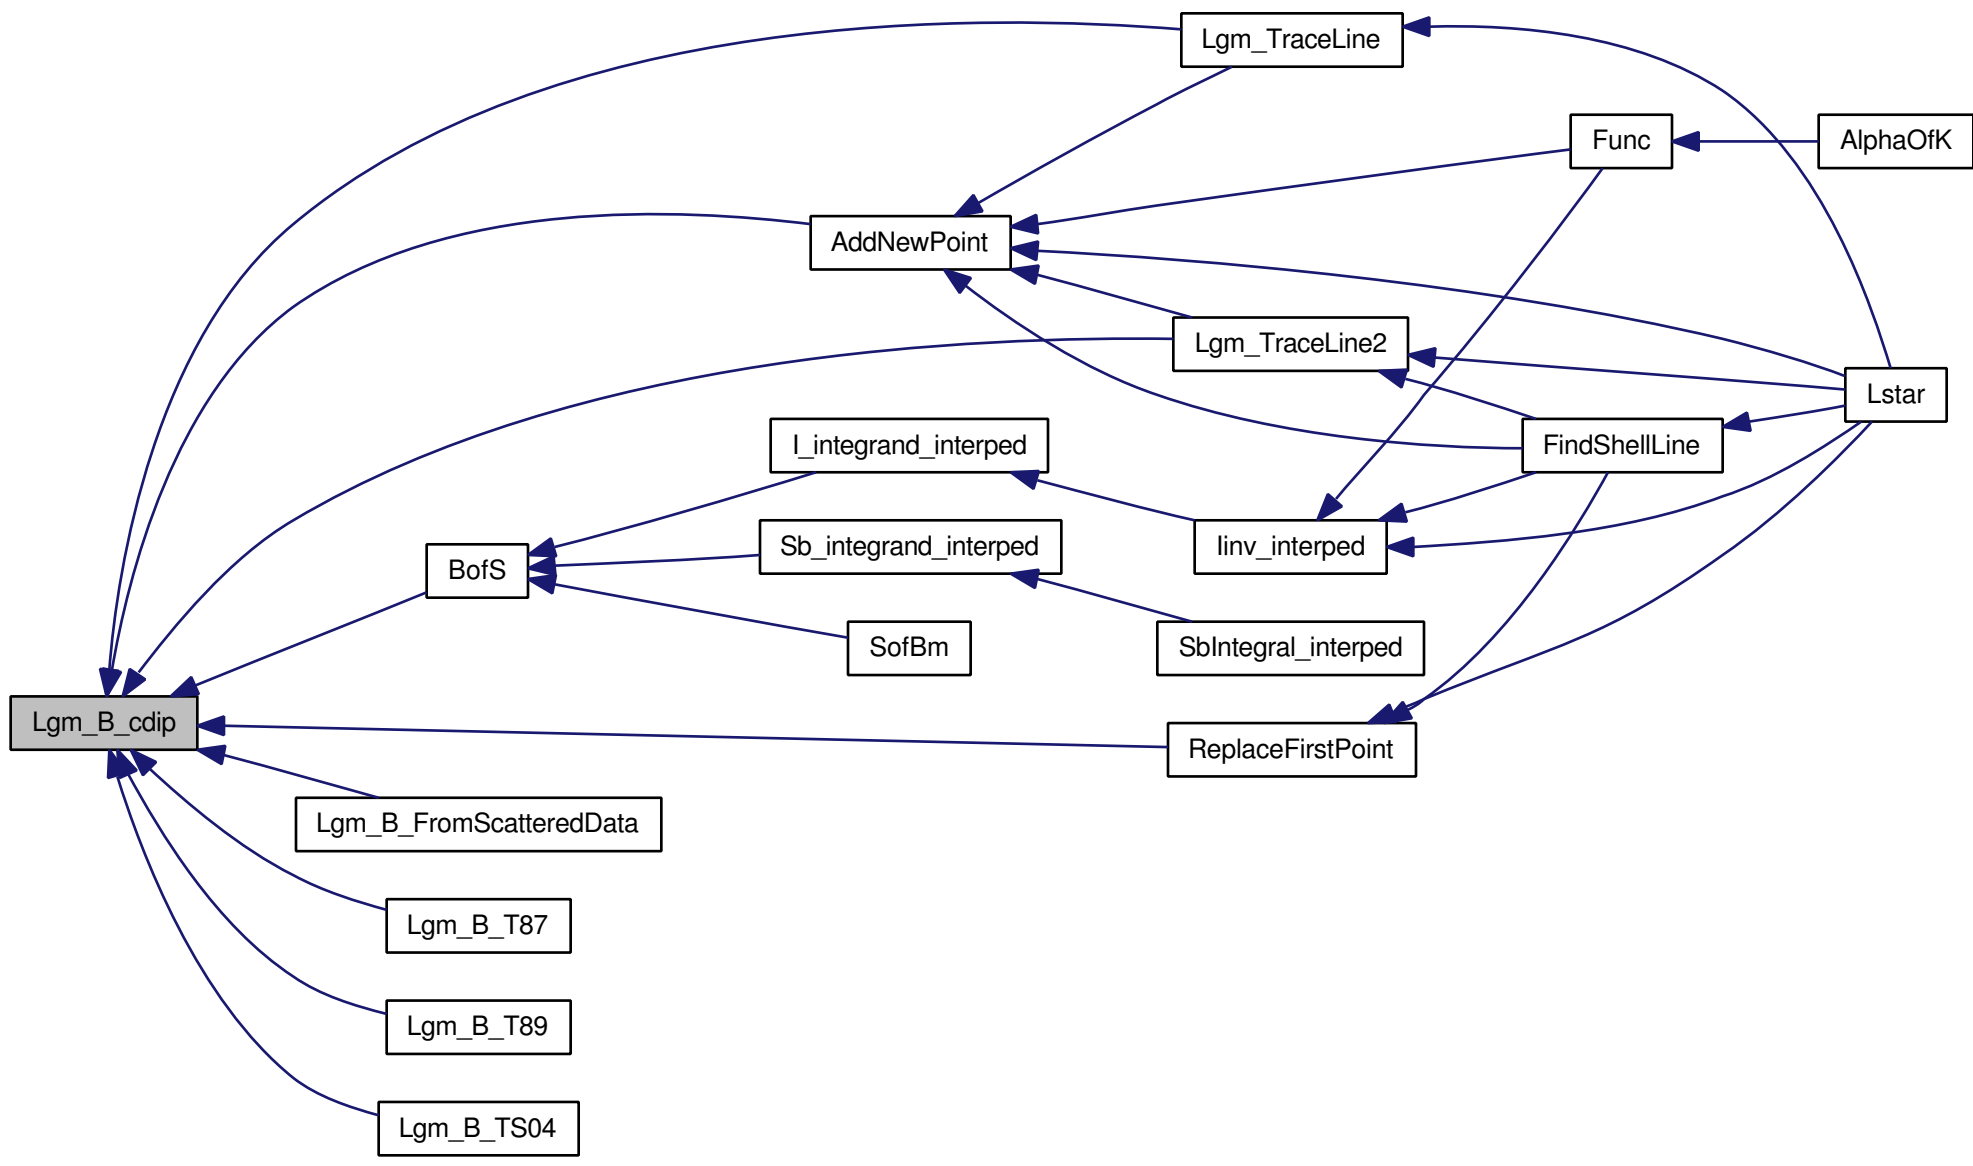 Lgm_TraceLine
Func
AlphaOfK
AddNewPoint
Lgm_TraceLine2
Lstar
I_integrand_interped
FindShellLine
Sb_integrand_interped
Iinv_interped
BofS
SofBm
SbIntegral_interped
Lgm_B_cdip
ReplaceFirstPoint
Lgm_B_FromScatteredData
Lgm_B_T87
Lgm_B_T89
Lgm_B_TS04